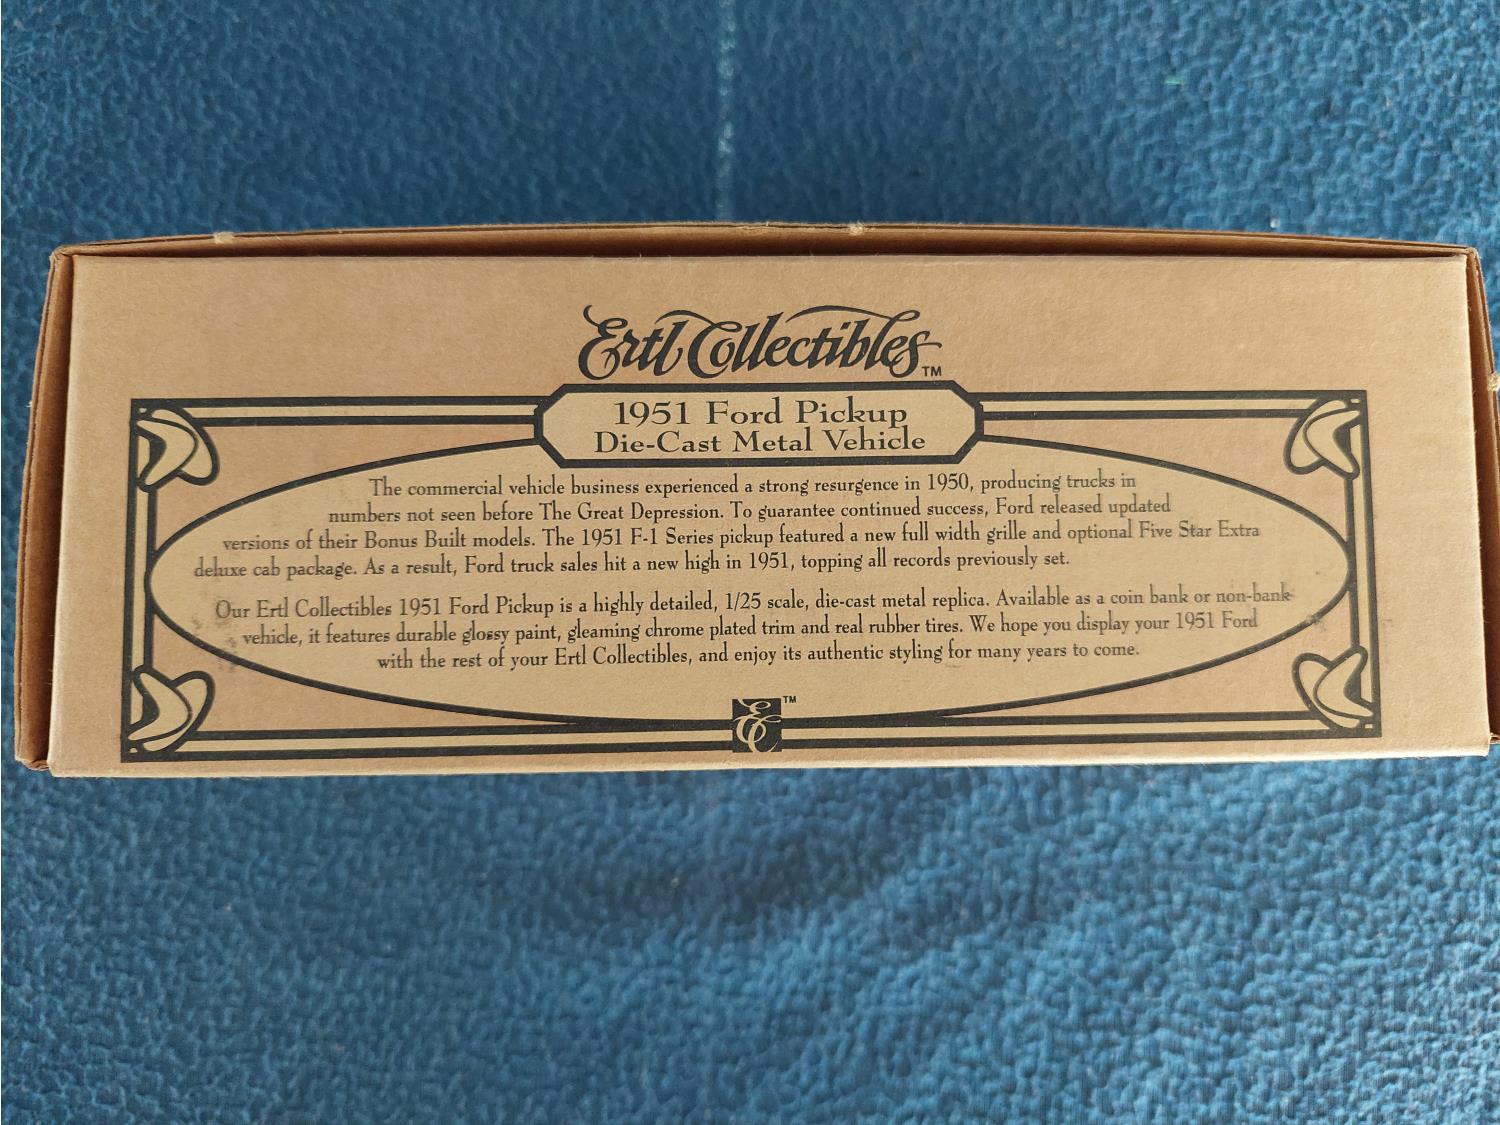 Ertl Collectibles™
1951 Ford Pickup
Die-Cast Metal Vehicle
The commercial vehicle business experienced a strong resurgence in 1950, producing trucks in
numbers not seen before The Great Depression. To guarantee continued success, Ford released updated
versions of their Bonus Built models. The 1951 F-1 Series pickup featured a new full width grille and optional Five Star Extra
deluxe cab package. As a result, Ford truck sales hit a new high in 1951, topping all records previously set.
Our Ertl Collectibles 1951 Ford Pickup is a highly detailed, 1/25 scale, die-cast metal replica. Available as a coin bank or non-bank
vehicle, it features durable glossy paint, gleaming chrome plated trim and real rubber tires. We hope you display your 1951 Ford
with the rest of your Ertl Collectibles, and enjoy its authentic styling for many years to come.
EC™